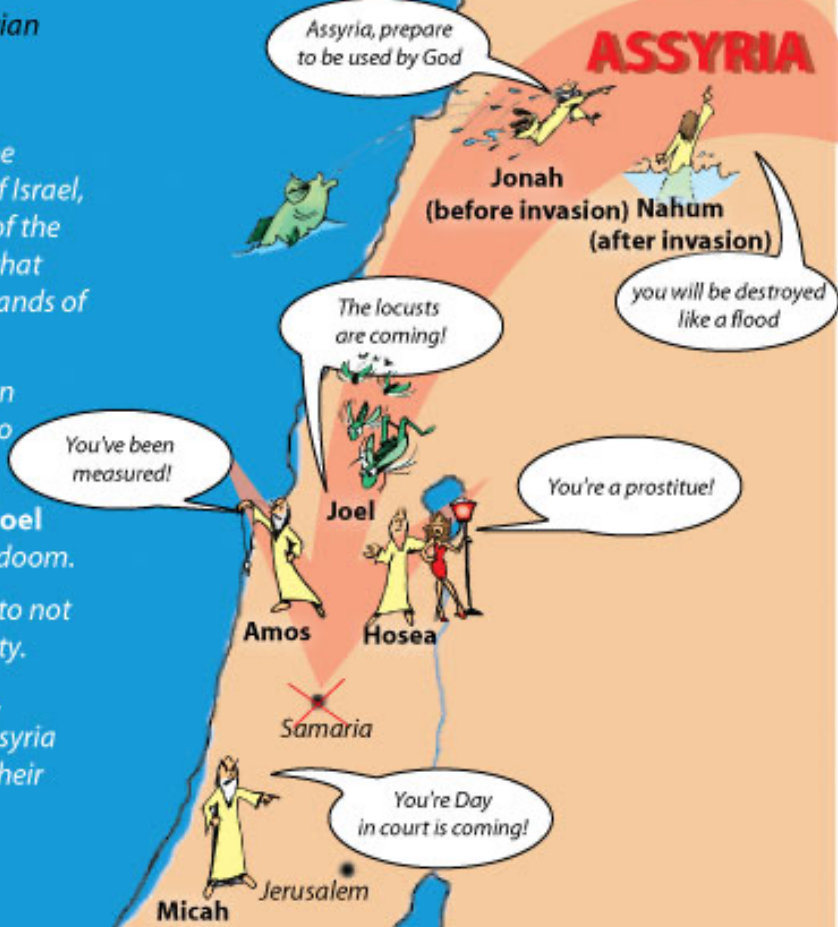 ian
e
f Israel,
of the
hat
ands of
n
o
oel
doom.
to not
ty.
syria
heir
Assyria, prepare
to be used by God
ASSYRIA
Jonah
(before invasion)
Nahum
(after invasion)
you will be destroyed
like a flood
The locusts
are coming!
You've been
measured!
Joel
You're a prostitue!
Amos
Hosea
Samaria
You're Day
in court is coming!
Jerusalem
Micah